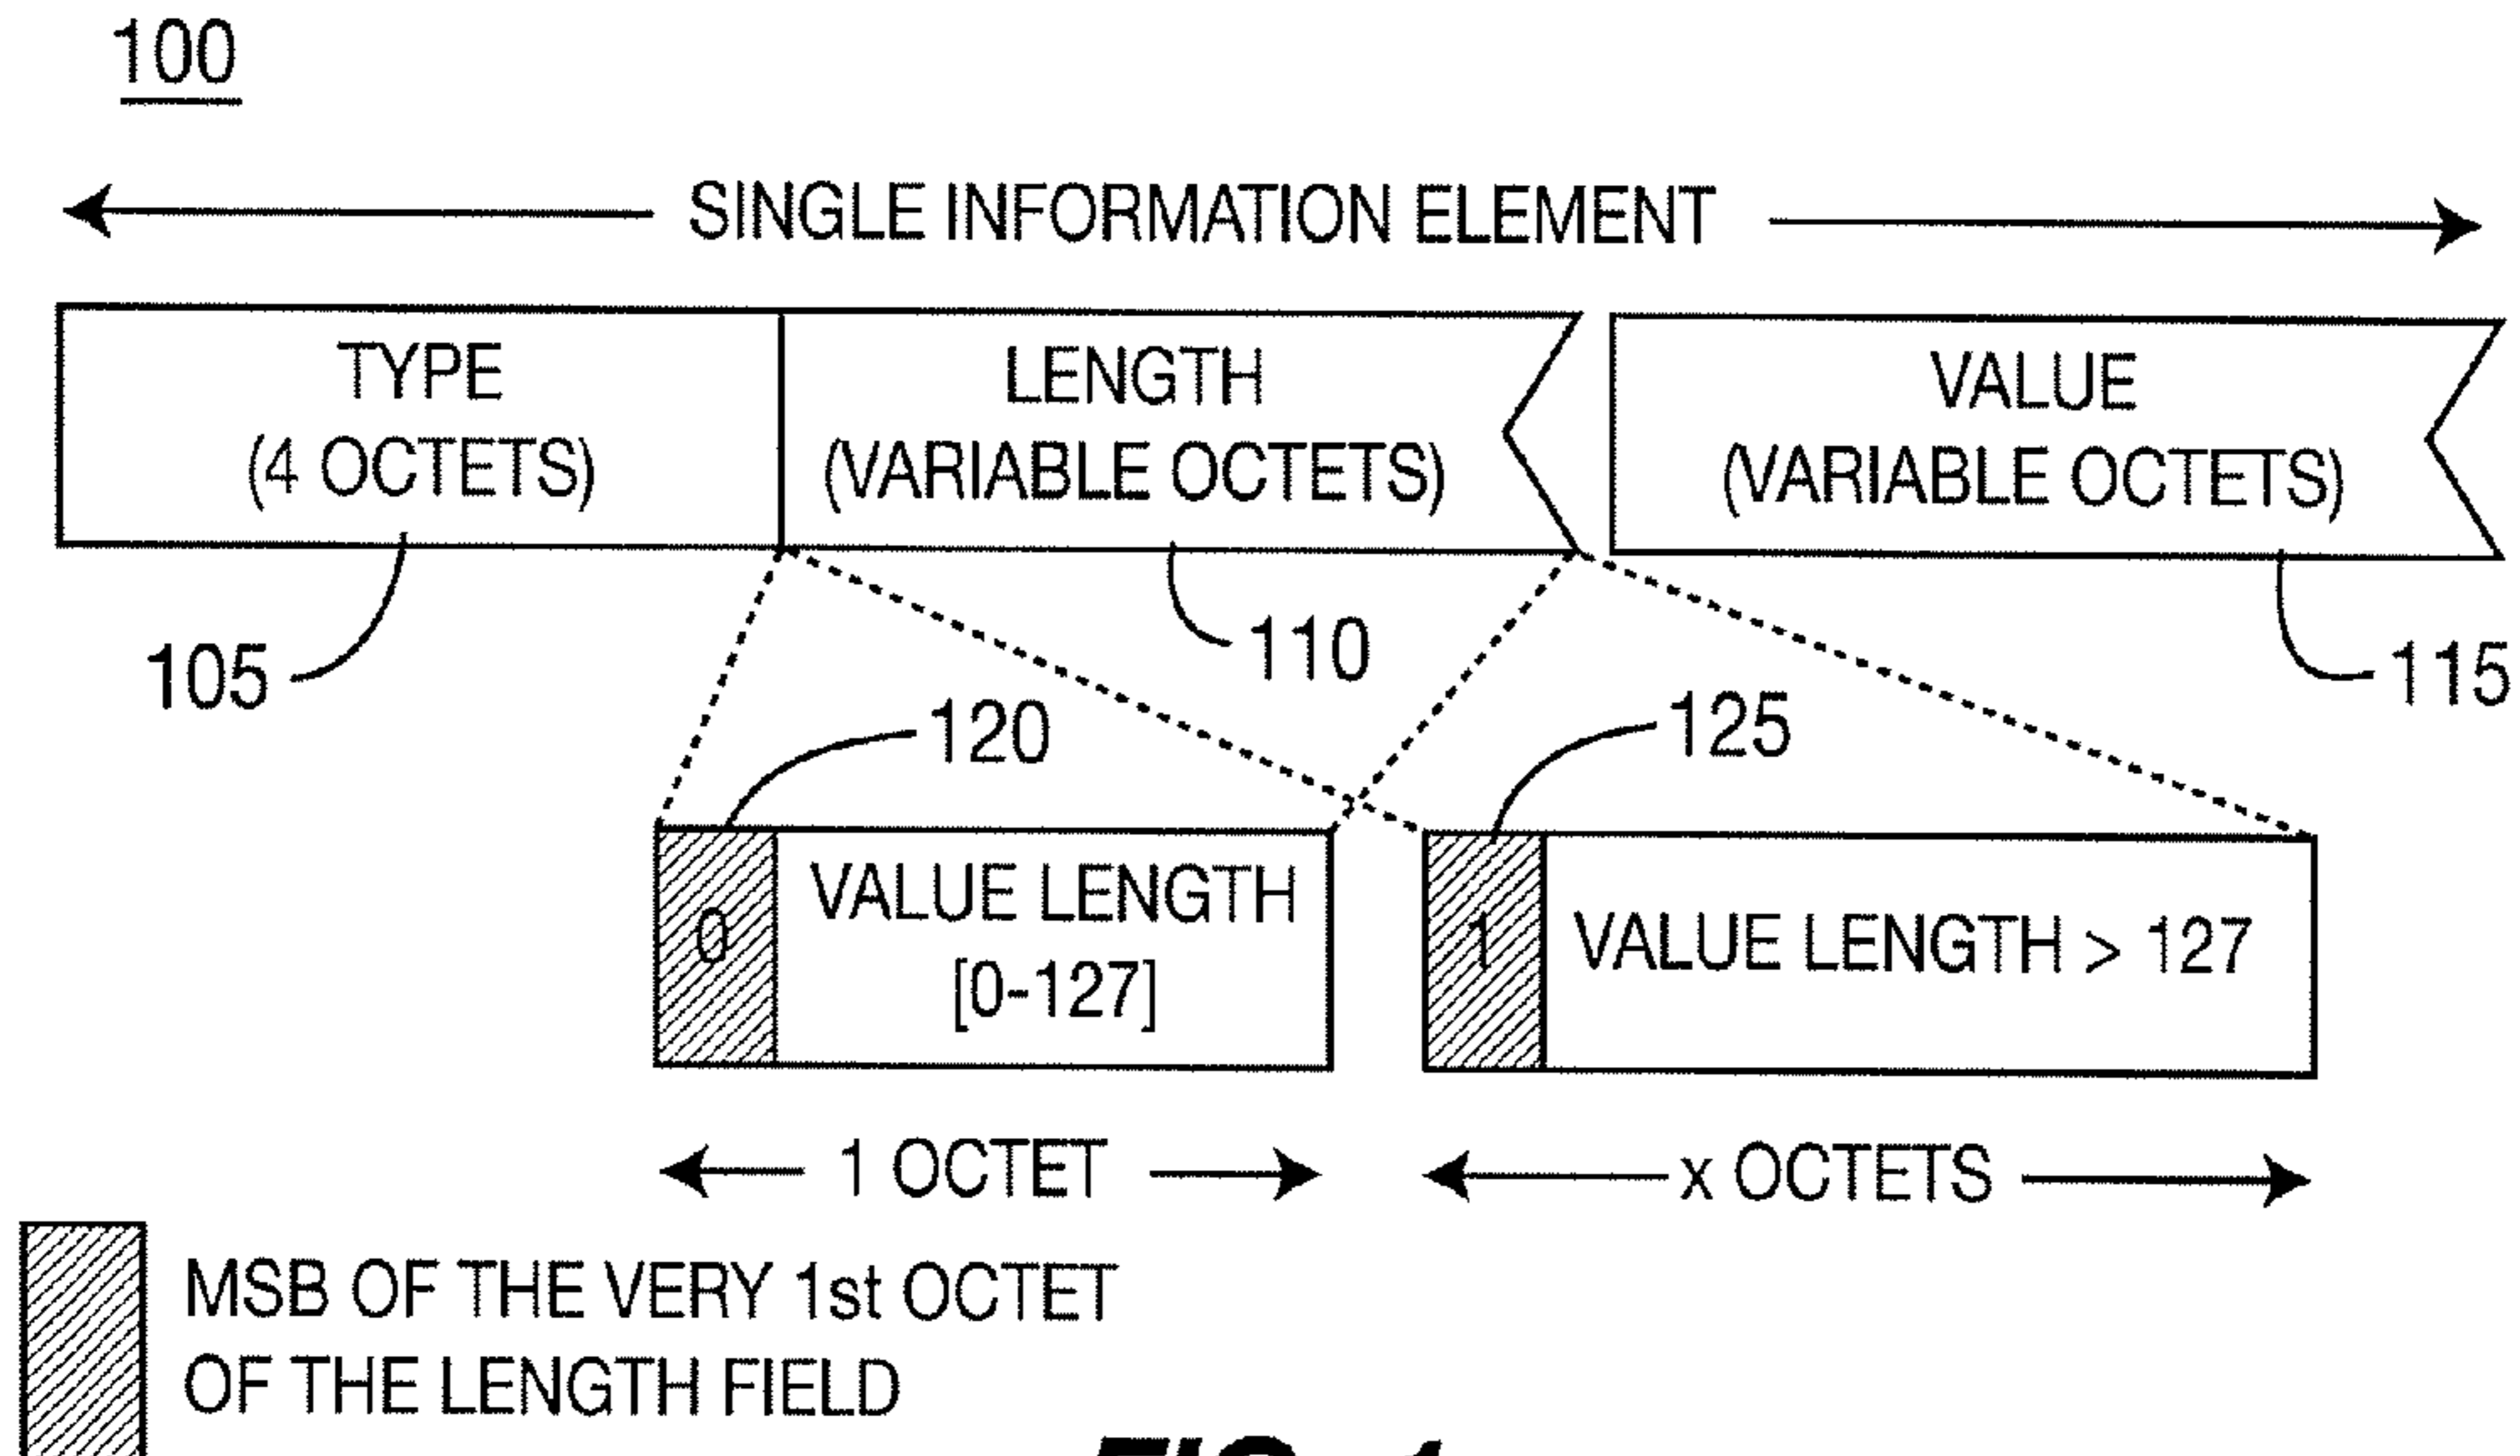 100
SINGLE INFORMATION ELEMENT
TYPE
(4 OCTETS)
LENGTH
(VARIABLE OCTETS)
VALUE
(VARIABLE OCTETS)
105
110
115
120
125
0
VALUE LENGTH
[0-127]
1
VALUE LENGTH > 127
1 OCTET
x OCTETS
MSB OF THE VERY 1st OCTET
OF THE LENGTH FIELD